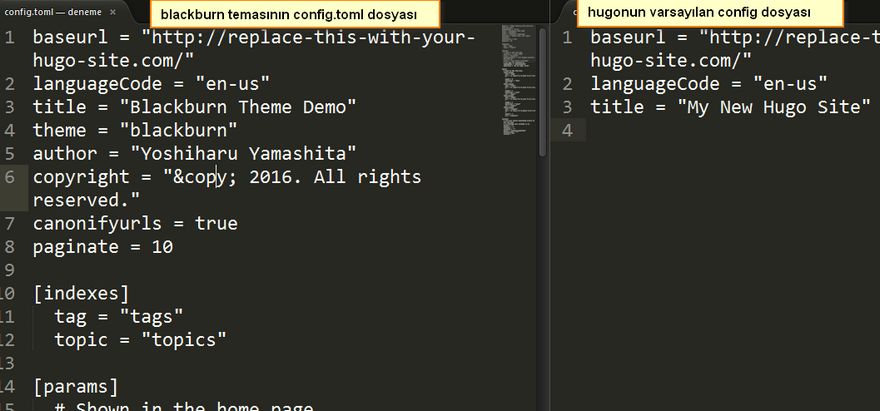 config.toml — deneme ×
blackburn temasının config.toml dosyası
1 baseurl = "http://replace-this-with-your-
hugo-site.com/"
2 languageCode = "en-us"
3 title = "Blackburn Theme Demo"
4 theme = "blackburn"
5 author = "Yoshiharu Yamashita"
6 copyright = "&copy; 2016. All rights
reserved."
7 canonifyurls = true
8 paginate = 10
9
10 [indexes]
11 tag = "tags"
12 topic = "topics"
13
14 [params]
15 # Shown in the home page
hugonun varsayılan config dosyası
1 baseurl = "http://replace-t
hugo-site.com/"
2 languageCode = "en-us"
3 title = "My New Hugo Site"
4